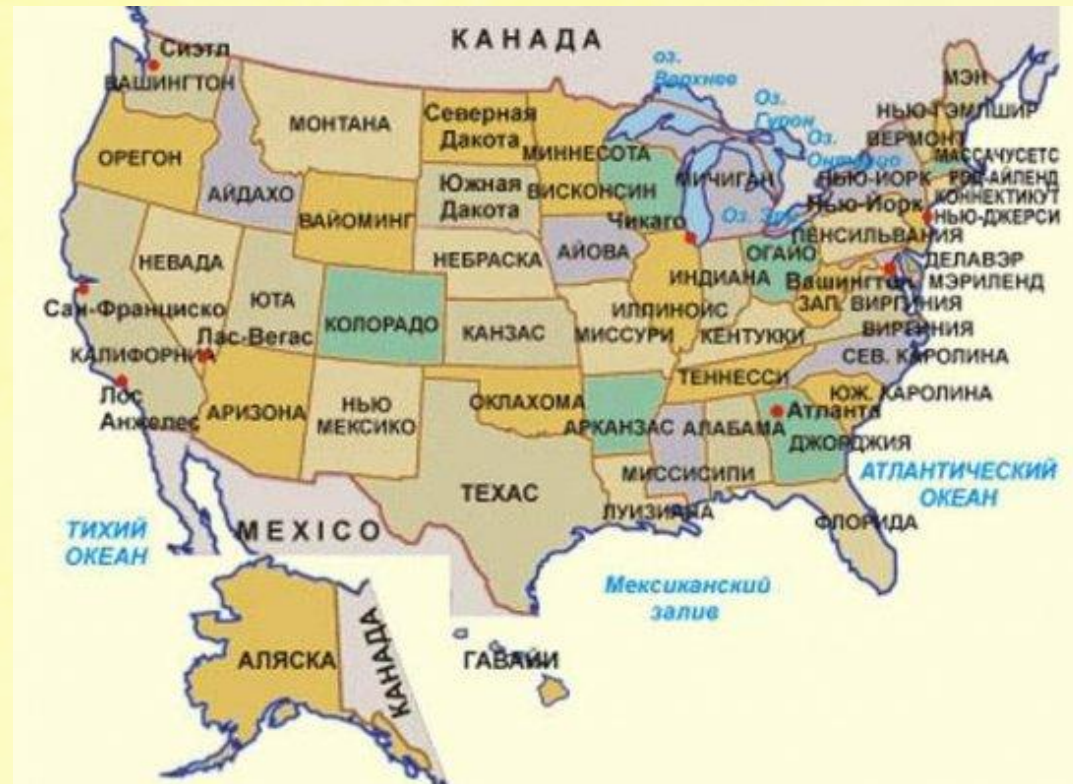 КАНАДА
Сиэтл
ВАШИНГТОН
ОРЕГОН
АЙДАХО
МОНТАНА
Северная
Дакота
МИННЕСОТА
оз.
Верхнее
Оз.
Гурон
Оз.
Онтарио
МЭН
НЬЮ-ГЭМПШИР
ВЕРМОНТ
МАССАЧУСЕТС
НЬЮ-ЙОРК
РОД-АЙЛЕНД
КОННЕКТИКУТ
Нью-Йорк
НЬЮ-ДЖЕРСИ
ПЕНСИЛЬВАНИЯ
Южная
Дакота
ВИСКОНСИН
МИЧИГАН
Чикаго
Оз. Эри
ВАЙОМИНГ
НЕБРАСКА
АЙОВА
ОГАЙО
ИНДИАНА
Вашингтон
ДЕЛАВЭР
МЭРИЛЕНД
ЗАП. ВИРГИНИЯ
ВИРГИНИЯ
НЕВАДА
ЮТА
КОЛОРАДО
КАНЗАС
ИЛЛИНОИС
МИССУРИ
КЕНТУККИ
СЕВ. КАРОЛИНА
Сан-Франциско
Лас-Вегас
КАЛИФОРНИЯ
Лос
Анжелес
АРИЗОНА
НЬЮ
МЕКСИКО
ОКЛАХОМА
ТЕННЕССИ
ЮЖ. КАРОЛИНА
АРКАНЗАС
АЛАБАМА
Атланта
ДЖОРДЖИЯ
МИССИСИПИ
ТЕХАС
ЛУИЗИАНА
ФЛОРИДА
АТЛАНТИЧЕСКИЙ
ОКЕАН
ТИХИЙ
ОКЕАН
MEXICO
Мексиканский
залив
АЛЯСКА
КАНАДА
ГАВАЙИ